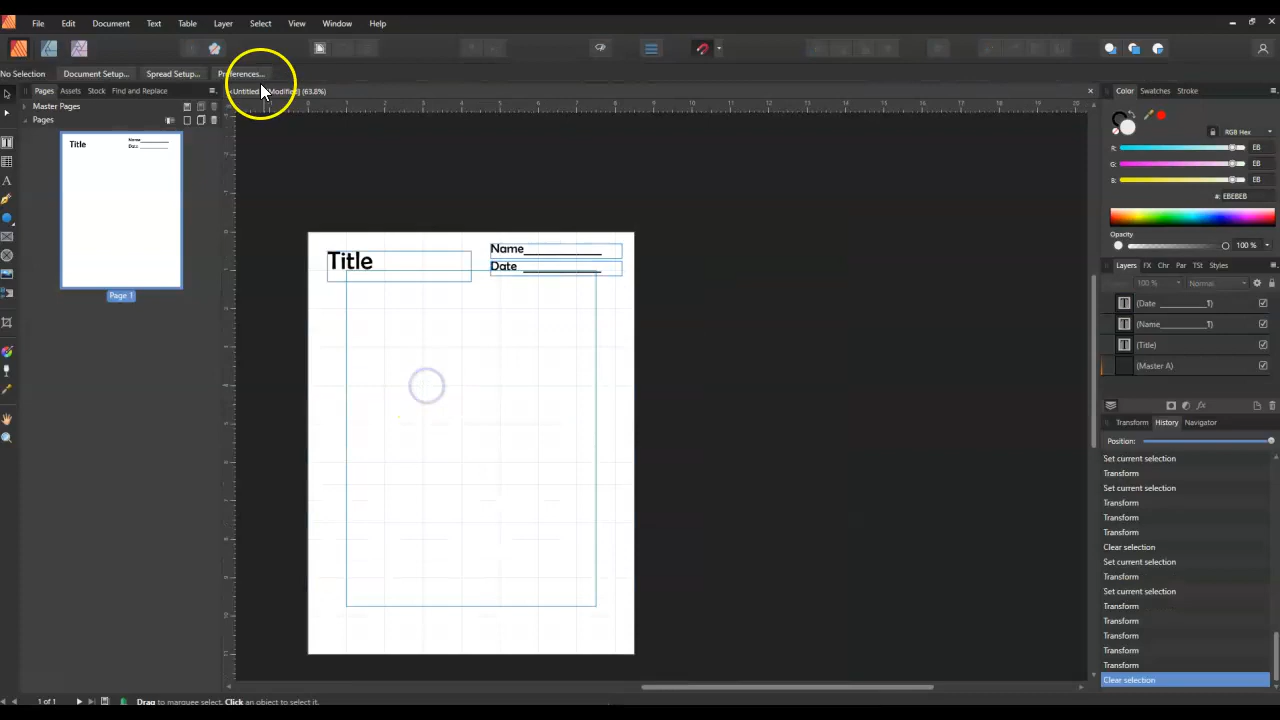 File Edit Document Text Table Layer Select View Window Help
No Selection Document Setup... Spread Setup... Preferences...
Pages Assets Stock Find and Replace
Modified] (63.8%)
Master Pages
Pages
Title
Name
Date
Page 1
Title
Name_____________
Date _____________
Color Swatches Stroke
RGB Hex
R: EB
G: EB
B: EB
#: EBEBEB
Opacity
100 %
Layers FX Chr Par TSt Styles
100 % Normal
(Date ____________¶)
(Name____________¶)
(Title)
(Master A)
Transform History Navigator
Position:
Set current selection
Transform
Set current selection
Transform
Transform
Transform
Clear selection
Set current selection
Transform
Set current selection
Transform
Transform
Transform
Transform
Transform
Clear selection
1 of 1
Drag to marquee select. Click an object to select it.